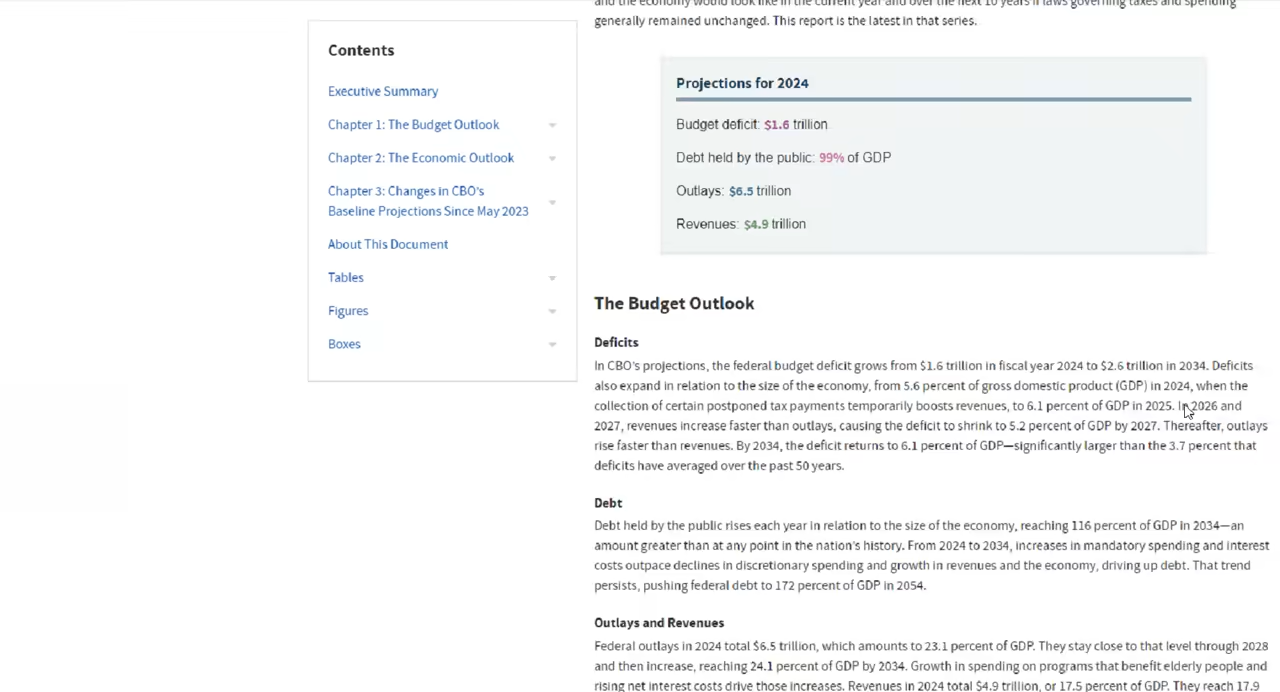 and the economy would look like in the current year and over the next 10 years if laws governing taxes and spending
generally remained unchanged. This report is the latest in that series.
Contents
Executive Summary
Chapter 1: The Budget Outlook
Chapter 2: The Economic Outlook
Chapter 3: Changes in CBO's
Baseline Projections Since May 2023
About This Document
Tables
Figures
Boxes
Projections for 2024
Budget deficit: $1.6 trillion
Debt held by the public: 99% of GDP
Outlays: $6.5 trillion
Revenues: $4.9 trillion
The Budget Outlook
Deficits
In CBO's projections, the federal budget deficit grows from $1.6 trillion in fiscal year 2024 to $2.6 trillion in 2034. Deficits
also expand in relation to the size of the economy, from 5.6 percent of gross domestic product (GDP) in 2024, when the
collection of certain postponed tax payments temporarily boosts revenues, to 6.1 percent of GDP in 2025. In 2026 and
2027, revenues increase faster than outlays, causing the deficit to shrink to 5.2 percent of GDP by 2027. Thereafter, outlays
rise faster than revenues. By 2034, the deficit returns to 6.1 percent of GDP—significantly larger than the 3.7 percent that
deficits have averaged over the past 50 years.
Debt
Debt held by the public rises each year in relation to the size of the economy, reaching 116 percent of GDP in 2034—an
amount greater than at any point in the nation's history. From 2024 to 2034, increases in mandatory spending and interest
costs outpace declines in discretionary spending and growth in revenues and the economy, driving up debt. That trend
persists, pushing federal debt to 172 percent of GDP in 2054.
Outlays and Revenues
Federal outlays in 2024 total $6.5 trillion, which amounts to 23.1 percent of GDP. They stay close to that level through 2028
and then increase, reaching 24.1 percent of GDP by 2034. Growth in spending on programs that benefit elderly people and
rising net interest costs drive those increases. Revenues in 2024 total $4.9 trillion, or 17.5 percent of GDP. They reach 17.9